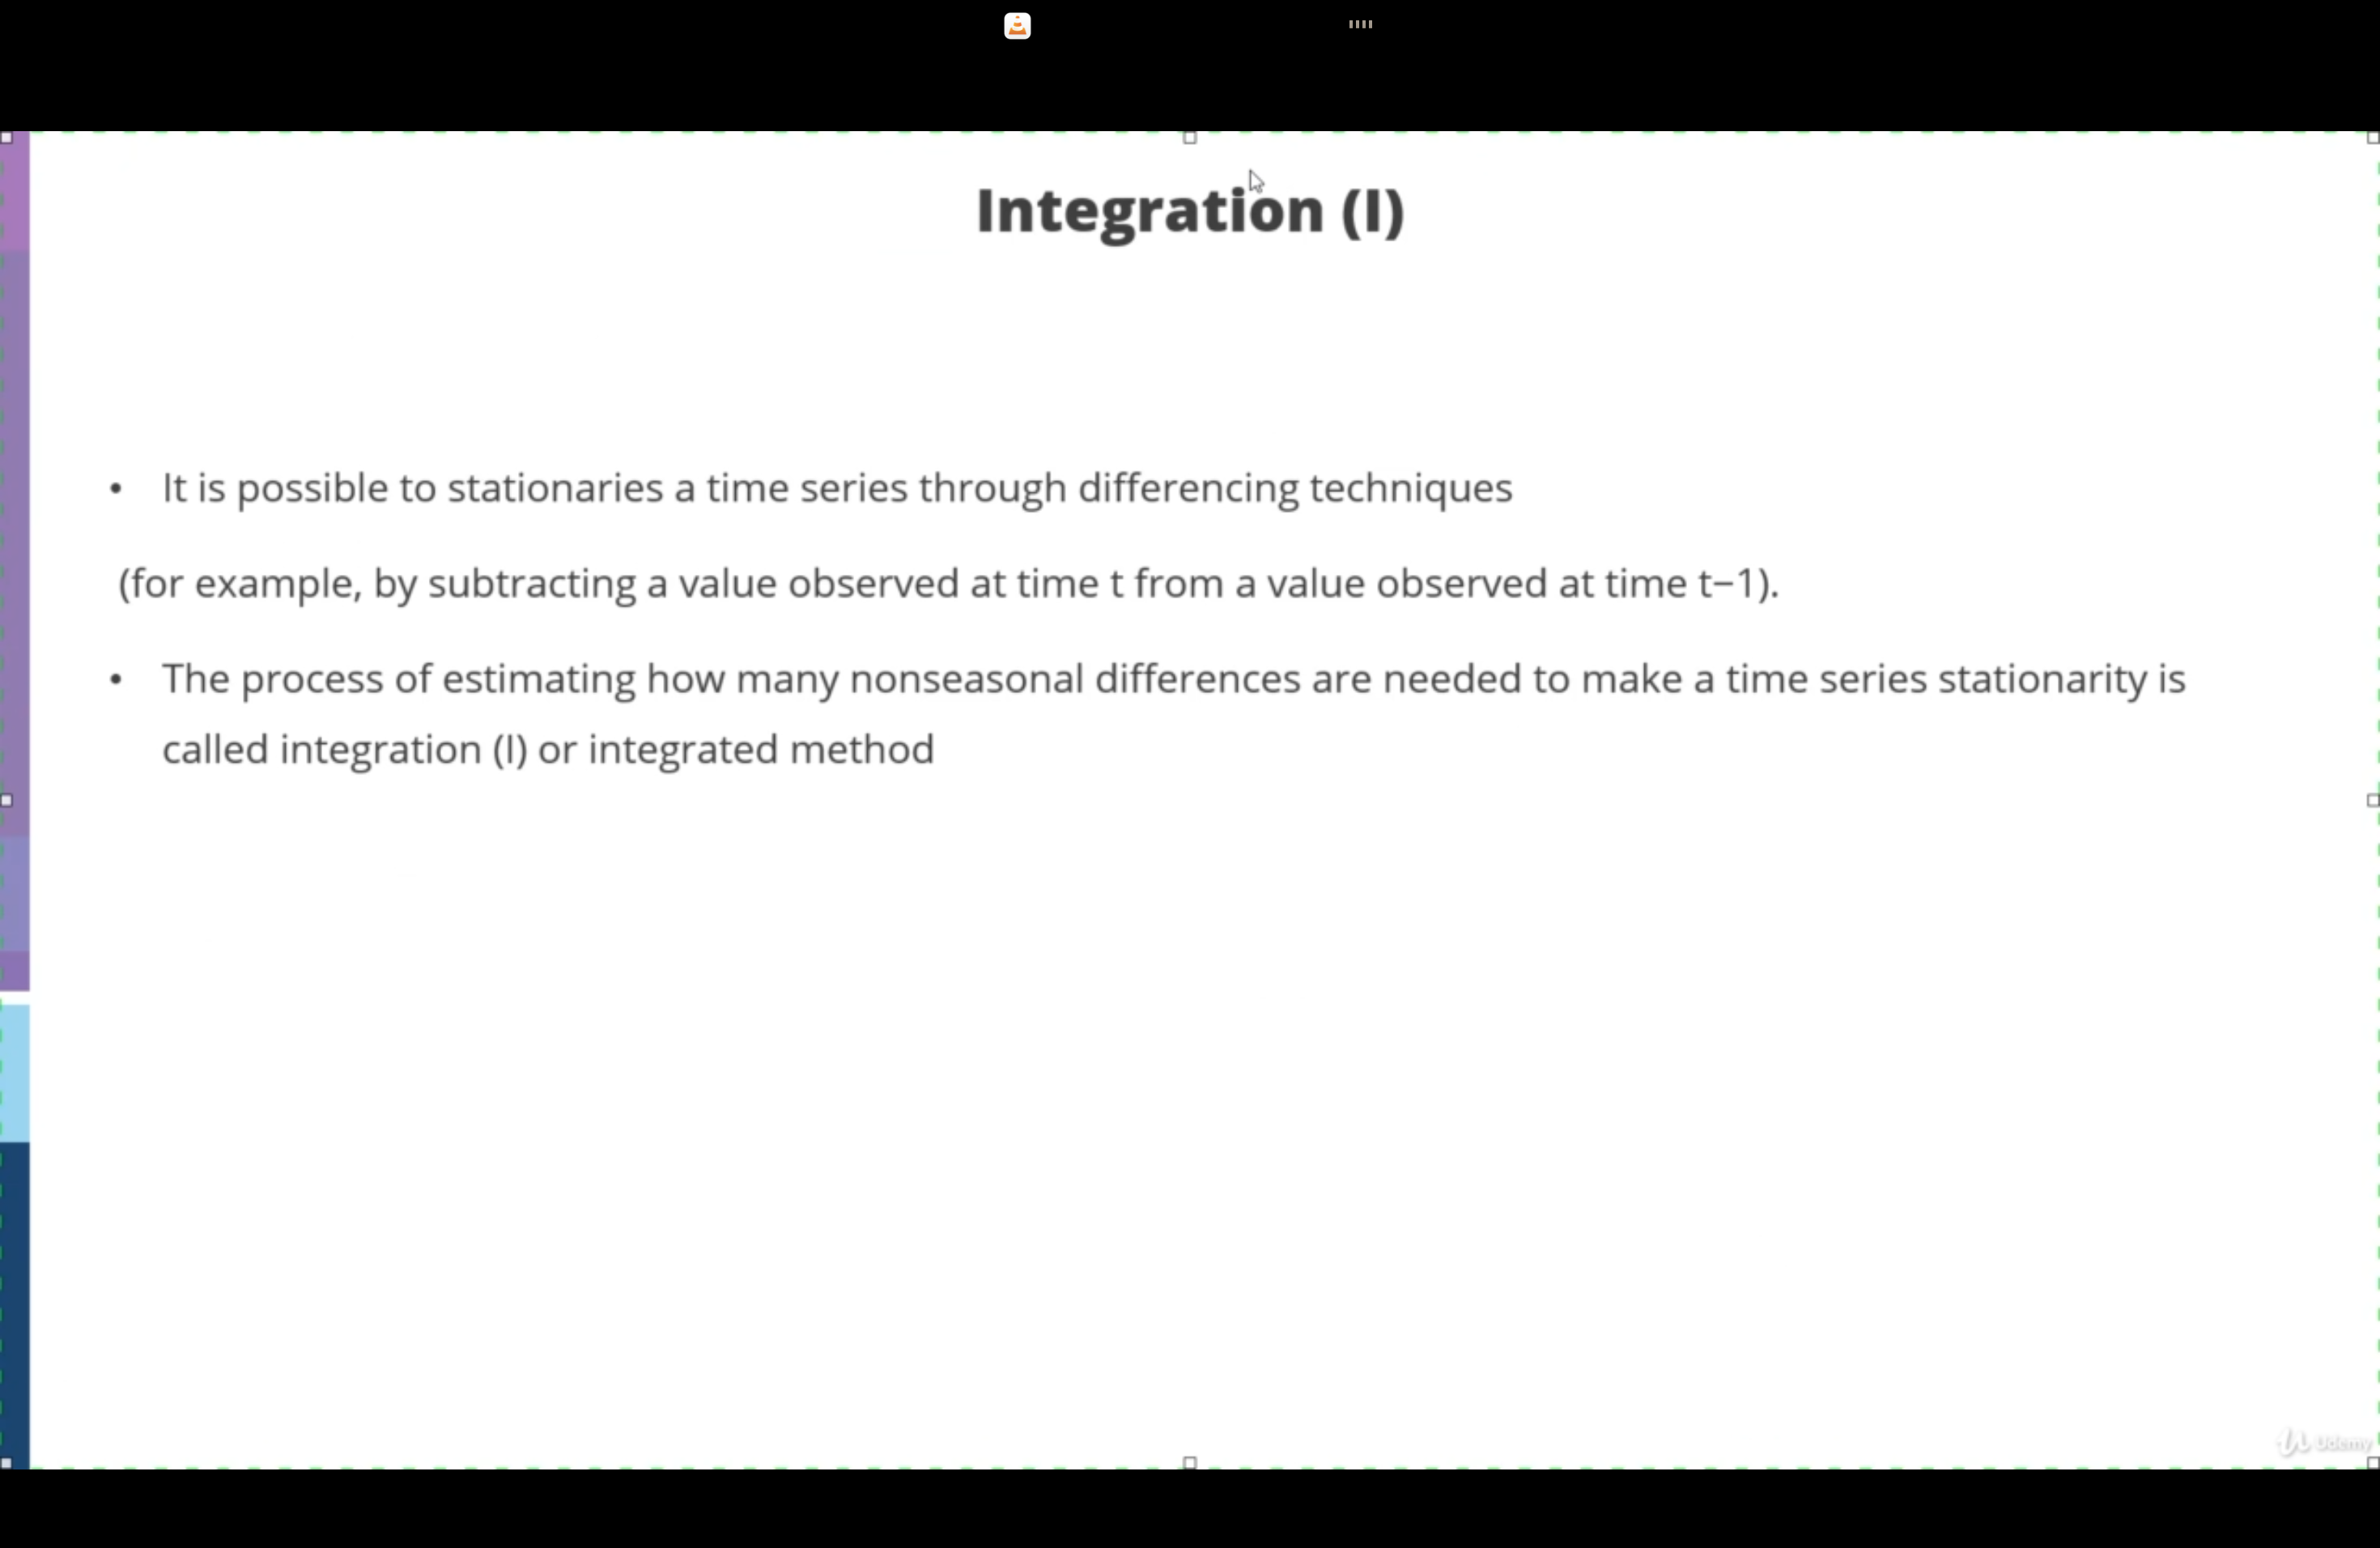 Integration (I)
• It is possible to stationaries a time series through differencing techniques
(for example, by subtracting a value observed at time t from a value observed at time t−1).
• The process of estimating how many nonseasonal differences are needed to make a time series stationarity is
called integration (I) or integrated method
Udemy